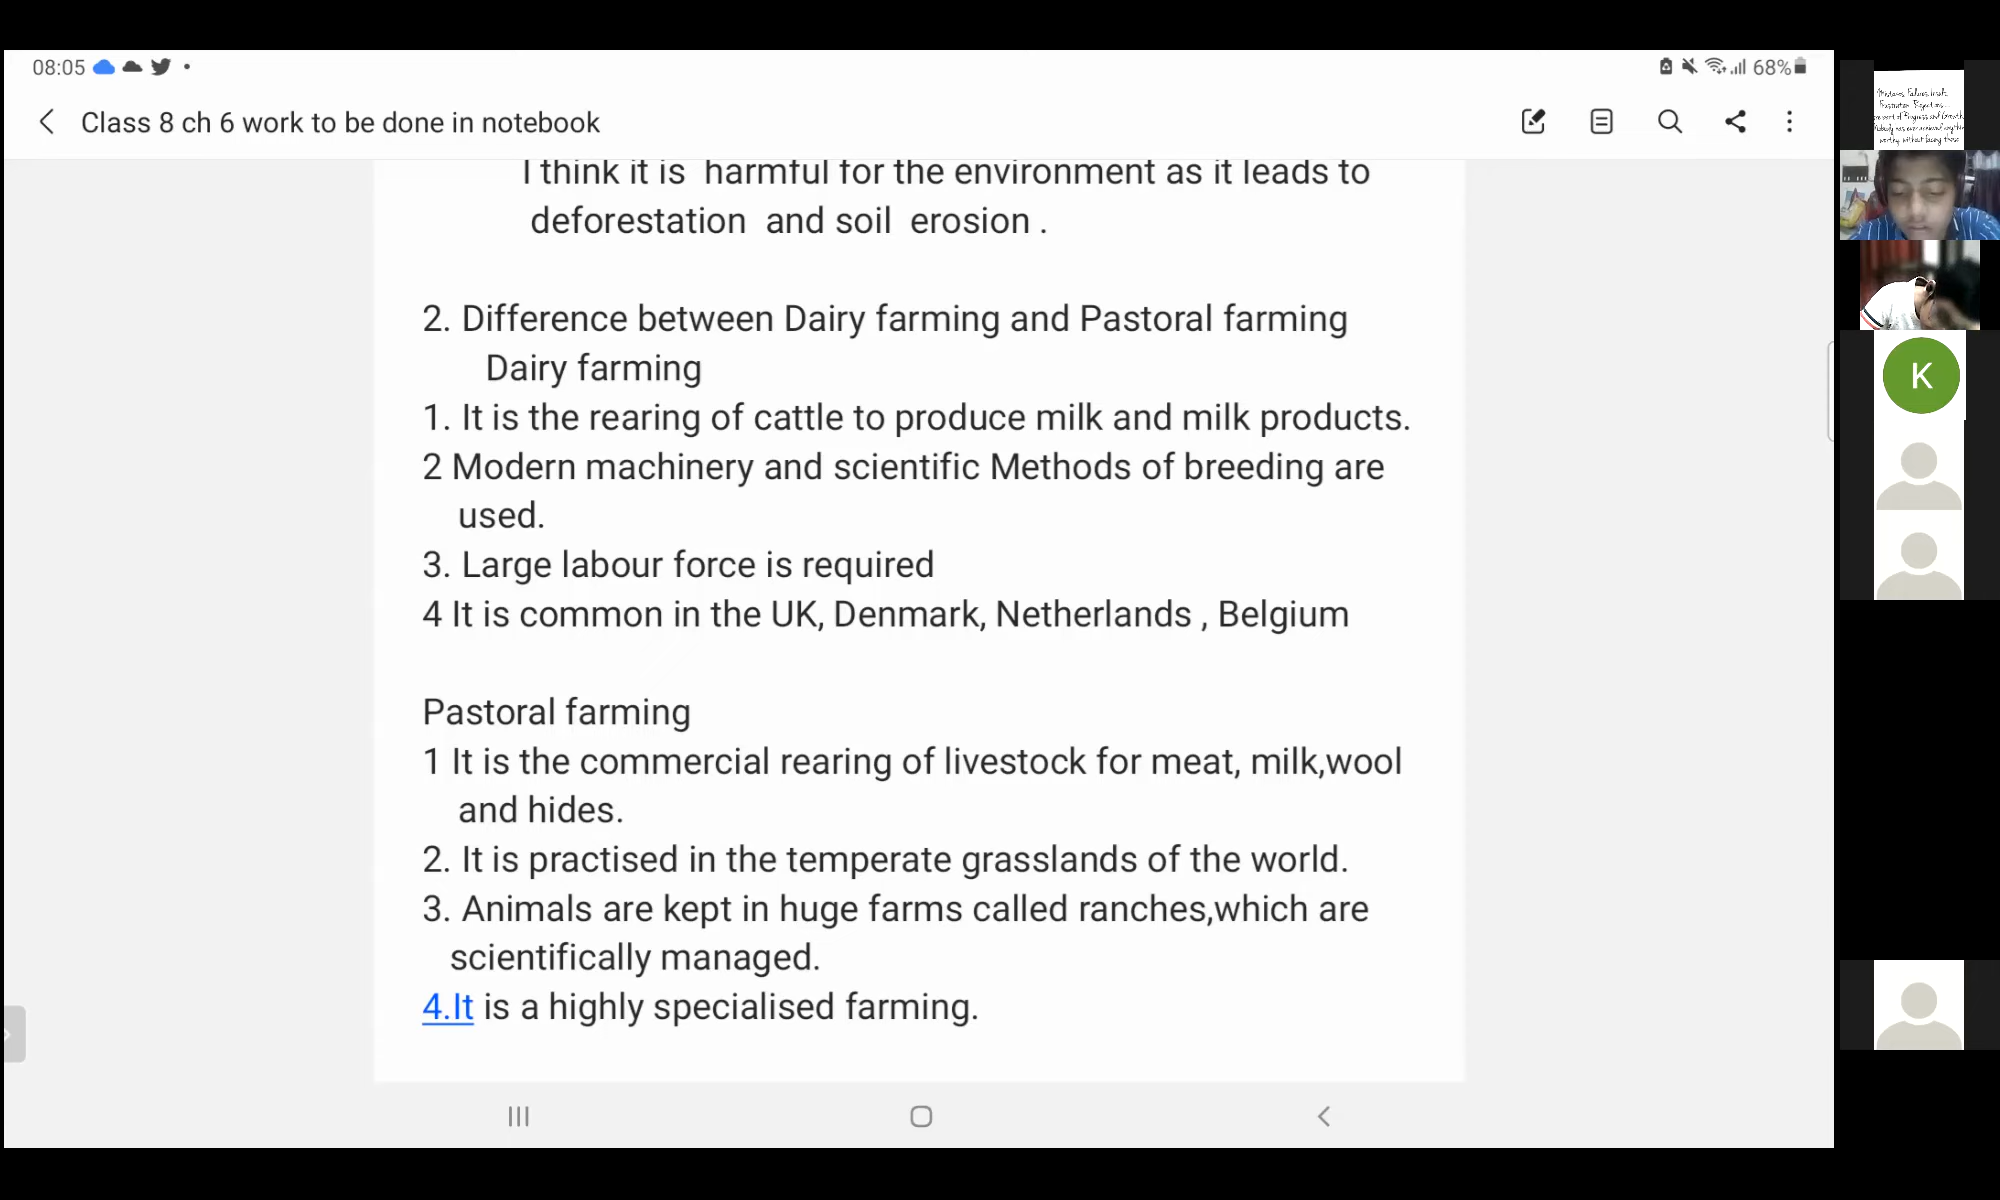 08:05
68%
Class 8 ch 6 work to be done in notebook
I think it is harmful for the environment as it leads to
deforestation and soil erosion .
2. Difference between Dairy farming and Pastoral farming
Dairy farming
1. It is the rearing of cattle to produce milk and milk products.
2 Modern machinery and scientific Methods of breeding are
used.
3. Large labour force is required
4 It is common in the UK, Denmark, Netherlands , Belgium
Pastoral farming
1 It is the commercial rearing of livestock for meat, milk,wool
and hides.
2. It is practised in the temperate grasslands of the world.
3. Animals are kept in huge farms called ranches,which are
scientifically managed.
4.It is a highly specialised farming.
K